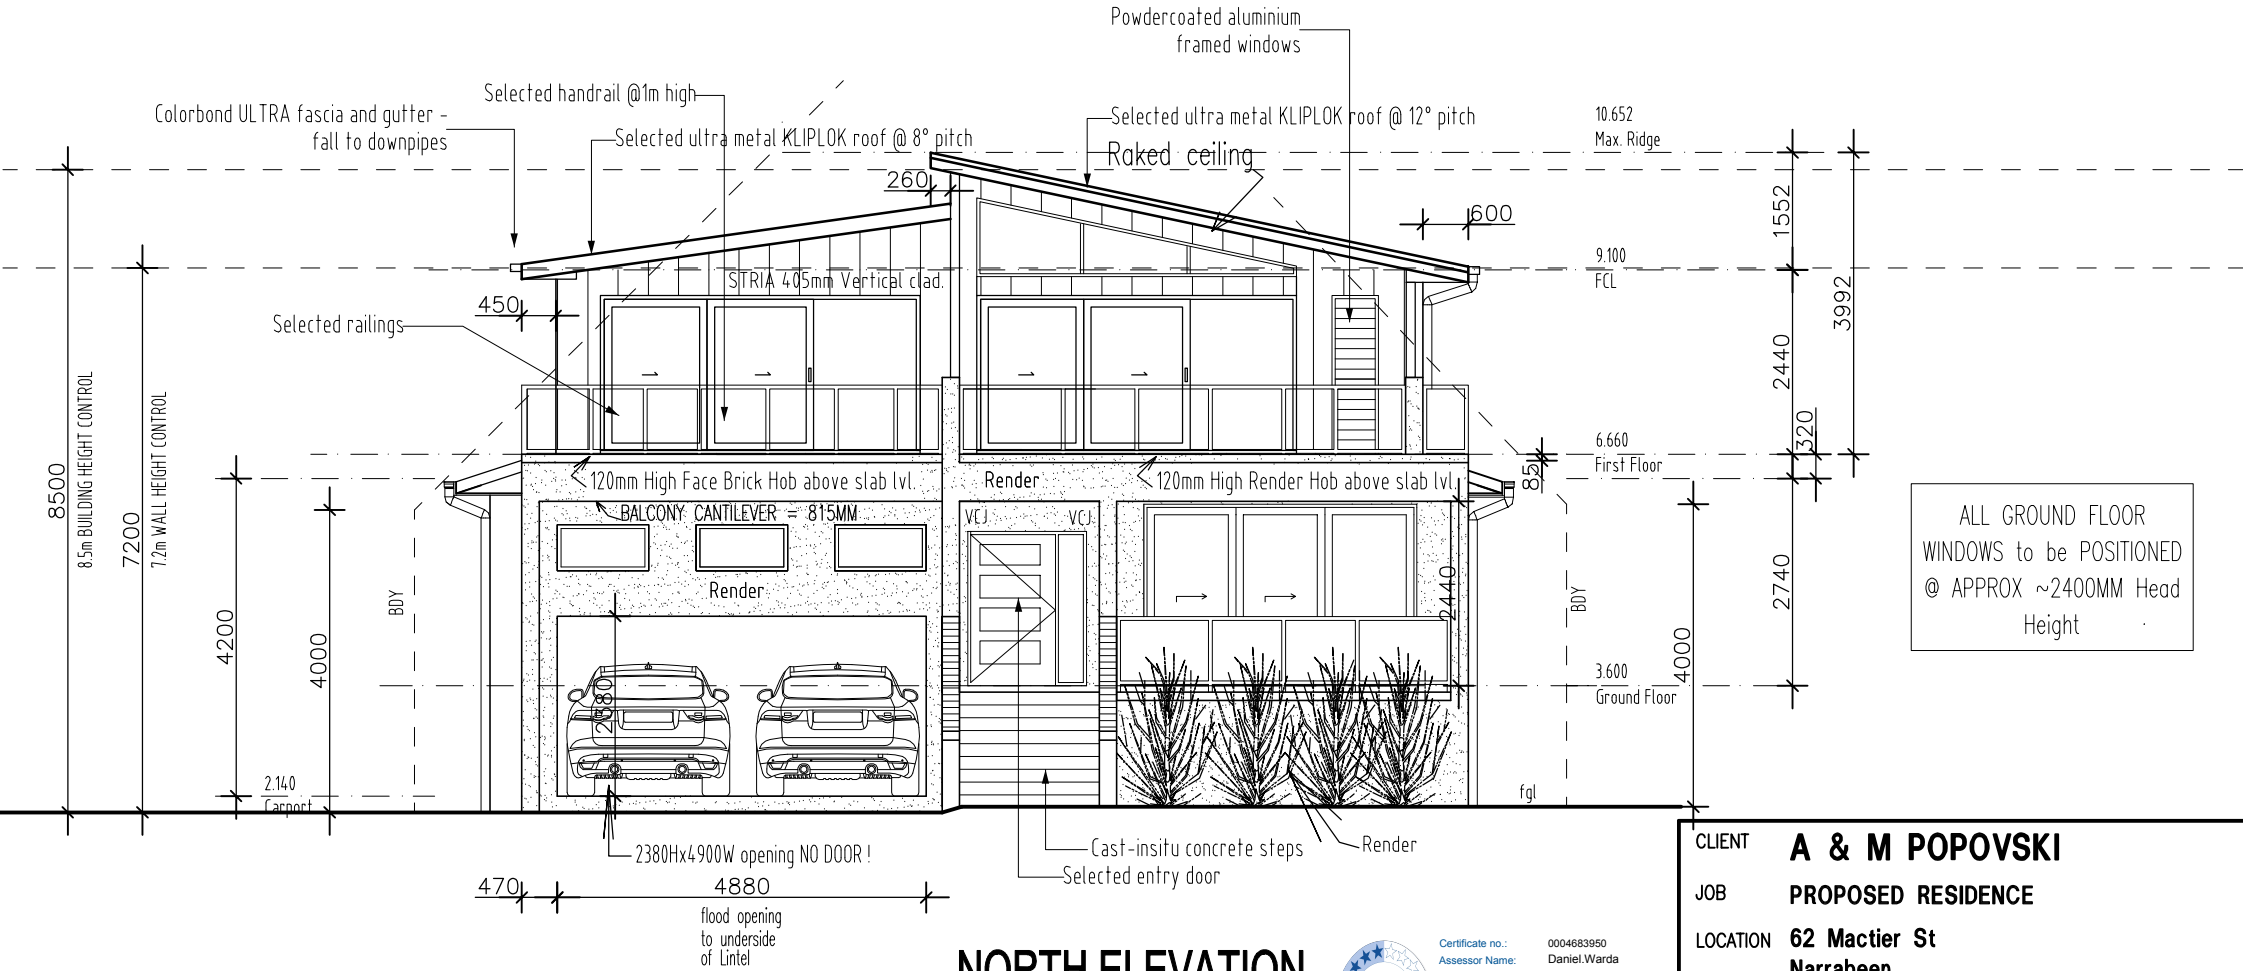 Powdercoated aluminium
framed windows
Selected handrail @1m high
Colorbond ULTRA fascia and gutter -
fall to downpipes
Selected ultra metal KLIPLOK roof @ 8° pitch
Selected ultra metal KLIPLOK roof @ 12° pitch
Raked ceiling
10.652
Max. Ridge
260
600
1552
9.100
FCL
STRIA 405mm Vertical clad.
450
Selected railings
3992
2440
320
8500
8.5m BUILDING HEIGHT CONTROL
7200
7.2m WALL HEIGHT CONTROL
6.660
First Floor
85
120mm High Face Brick Hob above slab lvl.
Render
120mm High Render Hob above slab lvl.
BALCONY CANTILEVER = 815MM
VCJ
VCJ
ALL GROUND FLOOR
WINDOWS to be POSITIONED
@ APPROX ~2400MM Head
Height
4200
4000
BDY
Render
2440
BDY
2740
4000
3.600
Ground Floor
2380
2.140
Carport
fgl
2380Hx4900W opening NO DOOR !
Cast-insitu concrete steps
Render
Selected entry door
470
4880
flood opening
to underside
of Lintel
NORTH ELEVATION
Certificate no.: 0004683950
Assessor Name: Daniel.Warda
CLIENT A & M POPOVSKI
JOB PROPOSED RESIDENCE
LOCATION 62 Mactier St
Narrabeen